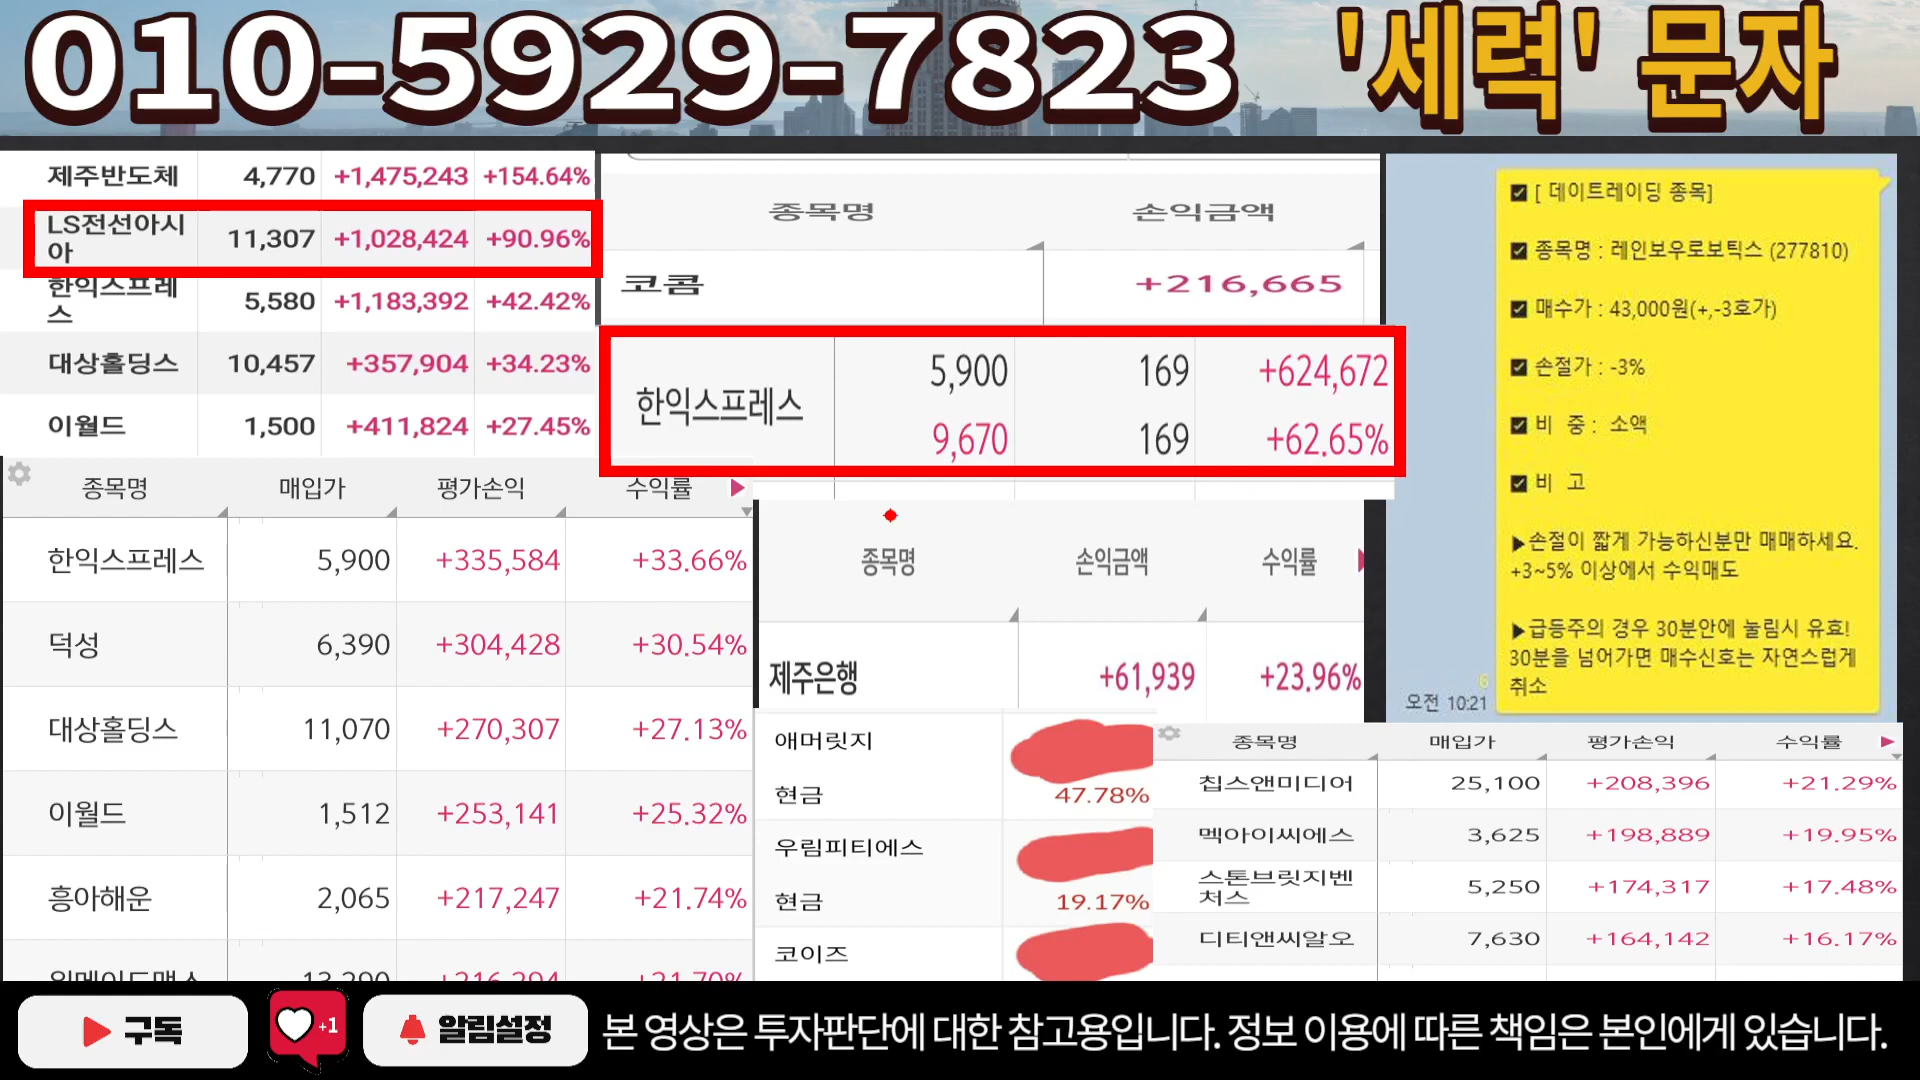 010-5929-7823 '세력' 문자
제주반도체 4,770 +1,475,243 +154.64%
LS전선아시아 11,307 +1,028,424 +90.96%
한익스프레스 5,580 +1,183,392 +42.42%
대상홀딩스 10,457 +357,904 +34.23%
이월드 1,500 +411,824 +27.45%
종목명 손익금액
코콤 +216,665
한익스프레스 5,900 169 +624,672
9,670 169 +62.65%
☑ [ 데이트레이딩 종목]
☑ 종목명 : 레인보우로보틱스 (277810)
☑ 매수가 : 43,000원(+,-3호가)
☑ 손절가 : -3%
☑ 비 중 : 소액
☑ 비 고
▶손절이 짧게 가능하신분만 매매하세요.
+3~5% 이상에서 수익매도
▶급등주의 경우 30분안에 눌림시 유효!
30분을 넘어가면 매수신호는 자연스럽게
취소
6
오전 10:21
종목명 매입가 평가손익 수익률
한익스프레스 5,900 +335,584 +33.66%
덕성 6,390 +304,428 +30.54%
대상홀딩스 11,070 +270,307 +27.13%
이월드 1,512 +253,141 +25.32%
흥아해운 2,065 +217,247 +21.74%
종목명 손익금액 수익률
제주은행 +61,939 +23.96%
애머릿지
현금 47.78%
우림피티에스
현금 19.17%
코이즈
종목명 매입가 평가손익 수익률
칩스앤미디어 25,100 +208,396 +21.29%
멕아이씨에스 3,625 +198,889 +19.95%
스톤브릿지벤처스 5,250 +174,317 +17.48%
디티앤씨알오 7,630 +164,142 +16.17%
구독 +1 알림설정 본 영상은 투자판단에 대한 참고용입니다. 정보 이용에 따른 책임은 본인에게 있습니다.